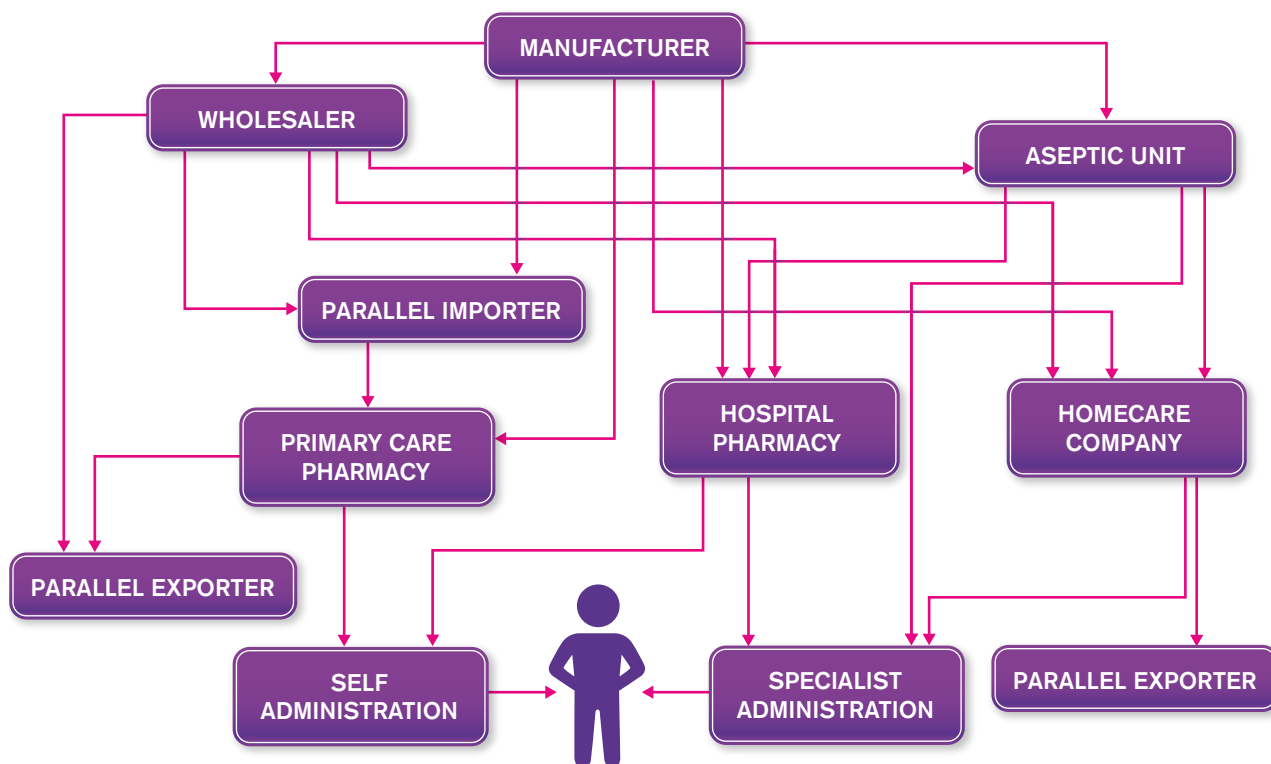 MANUFACTURER
WHOLESALER
ASEPTIC UNIT
PARALLEL IMPORTER
PRIMARY CARE
PHARMACY
HOSPITAL
PHARMACY
HOMECARE
COMPANY
PARALLEL EXPORTER
SELF
ADMINISTRATION
SPECIALIST
ADMINISTRATION
PARALLEL EXPORTER